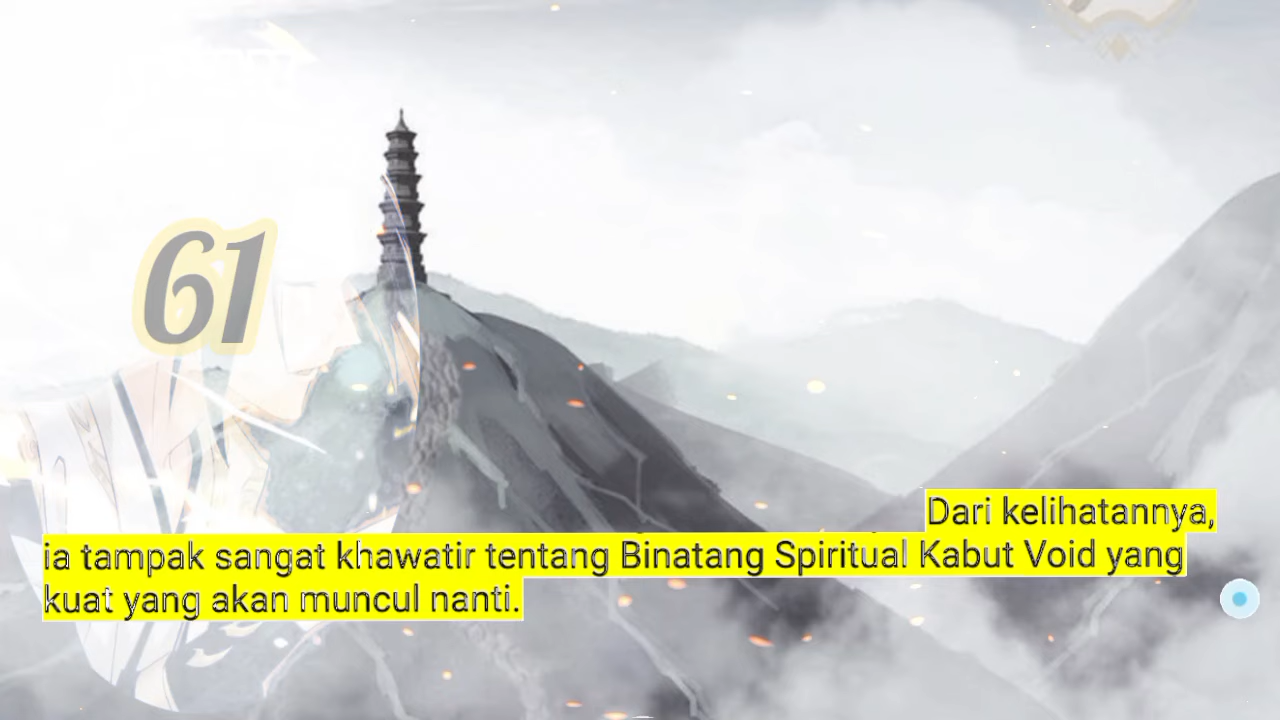 61
Dari kelihatannya,
ia tampak sangat khawatir tentang Binatang Spiritual Kabut Void yang
kuat yang akan muncul nanti.